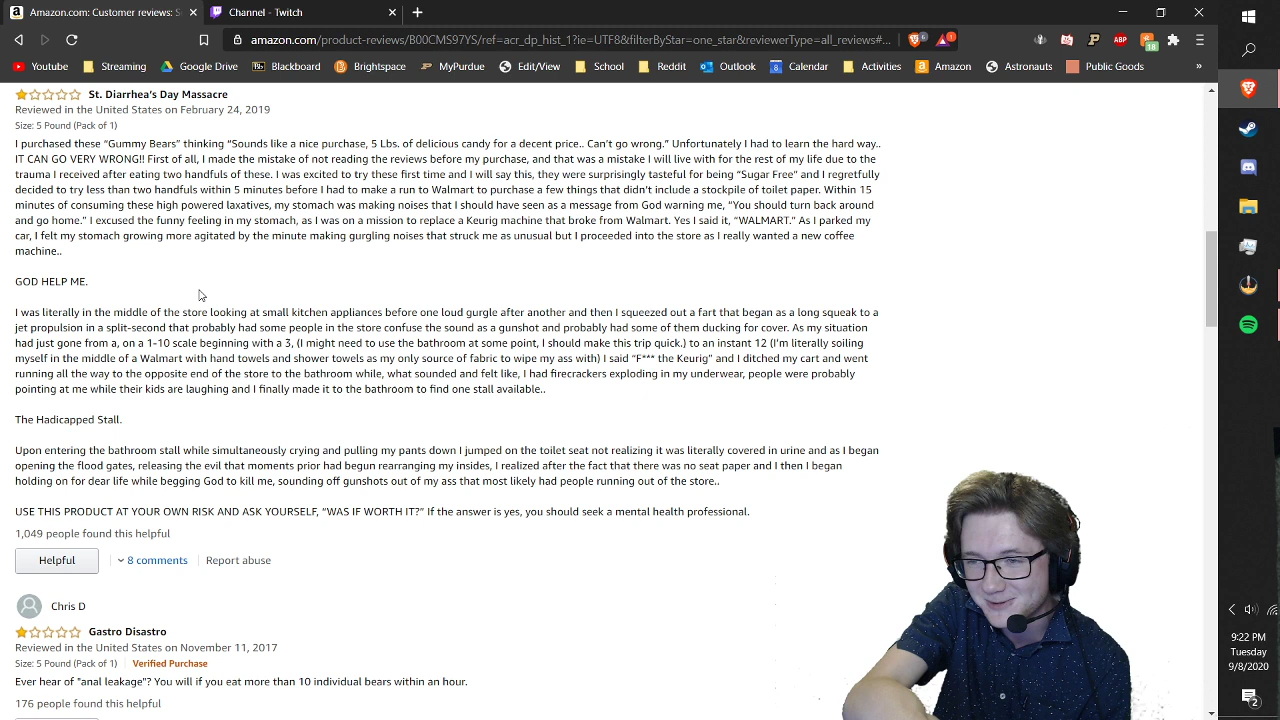 Amazon.com: Customer reviews: S
Channel - Twitch
amazon.com/product-reviews/B00CMS07YS/ref=acr_dp_hist_1?ie=UTF8&filterByStar=one_star&reviewerType=all_reviews#...
6
1
ABP
18
Youtube Streaming Google Drive Blackboard Brightspace Purdue Edit/View School Reddit Outlook Calendar Activities Amazon Astronauts Public Goods »
St. Diarrhea's Day Massacre
Reviewed in the United States on February 24, 2019
Size: 5 Pound (Pack of 1)
I purchased these “Gummy Bears” thinking “Sounds like a nice purchase, 5 Lbs. of delicious candy for a decent price.. Can’t go wrong.” Unfortunately I had to learn the hard way..
IT CAN GO VERY WRONG!! First of all, I made the mistake of not reading the reviews before my purchase, and that was a mistake I will live with for the rest of my life due to the
trauma I received after eating two handfuls of these. I was excited to try these first time and I will say this, they were surprisingly tasteful for being “Sugar Free” and I regretfully
decided to try less than two handfuls within 5 minutes before I had to make a run to Walmart to purchase a few things that didn’t include a stockpile of toilet paper. Within 15
minutes of consuming these high powered laxatives, my stomach was making noises that I should have seen as a message from God warning me, “You should turn back around
and go home.” I excused the funny feeling in my stomach, as I was on a mission to replace a Keurig machine that broke from Walmart. Yes I said it, “WALMART.” As I parked my
car, I felt my stomach growing more agitated by the minute making gurgling noises that struck me as unusual but I proceeded into the store as I really wanted a new coffee
machine..
GOD HELP ME.
I was literally in the middle of the store looking at small kitchen appliances before one loud gurgle after another and then I squeezed out a fart that began as a long squeak to a
jet propulsion in a split-second that probably had some people in the store confuse the sound as a gunshot and probably had some of them ducking for cover. As my situation
had just gone from a, on a 1-10 scale beginning with a 3, (I might need to use the bathroom at some point, I should make this trip quick.) to an instant 12 (I’m literally soiling
myself in the middle of a Walmart with hand towels and shower towels as my only source of fabric to wipe my ass with) I said “F*** the Keurig” and I ditched my cart and went
running all the way to the opposite end of the store to the bathroom while, what sounded and felt like, I had firecrackers exploding in my underwear, people were probably
pointing at me while their kids are laughing and I finally made it to the bathroom to find one stall available..
The Hadicapped Stall.
Upon entering the bathroom stall while simultaneously crying and pulling my pants down I jumped on the toilet seat not realizing it was literally covered in urine and as I began
opening the flood gates, releasing the evil that moments prior had begun rearranging my insides, I realized after the fact that there was no seat paper and I then I began
holding on for dear life while begging God to kill me, sounding off gunshots out of my ass that most likely had people running out of the store..
USE THIS PRODUCT AT YOUR OWN RISK AND ASK YOURSELF, “WAS IF WORTH IT?” If the answer is yes, you should seek a mental health professional.
1,049 people found this helpful
Helpful 8 comments Report abuse
Chris D
Gastro Disastro
Reviewed in the United States on November 11, 2017
Size: 5 Pound (Pack of 1) Verified Purchase
Ever hear of "anal leakage"? You will if you eat more than 10 individual bears within an hour.
176 people found this helpful
9:22 PM
Tuesday
9/8/2020
2